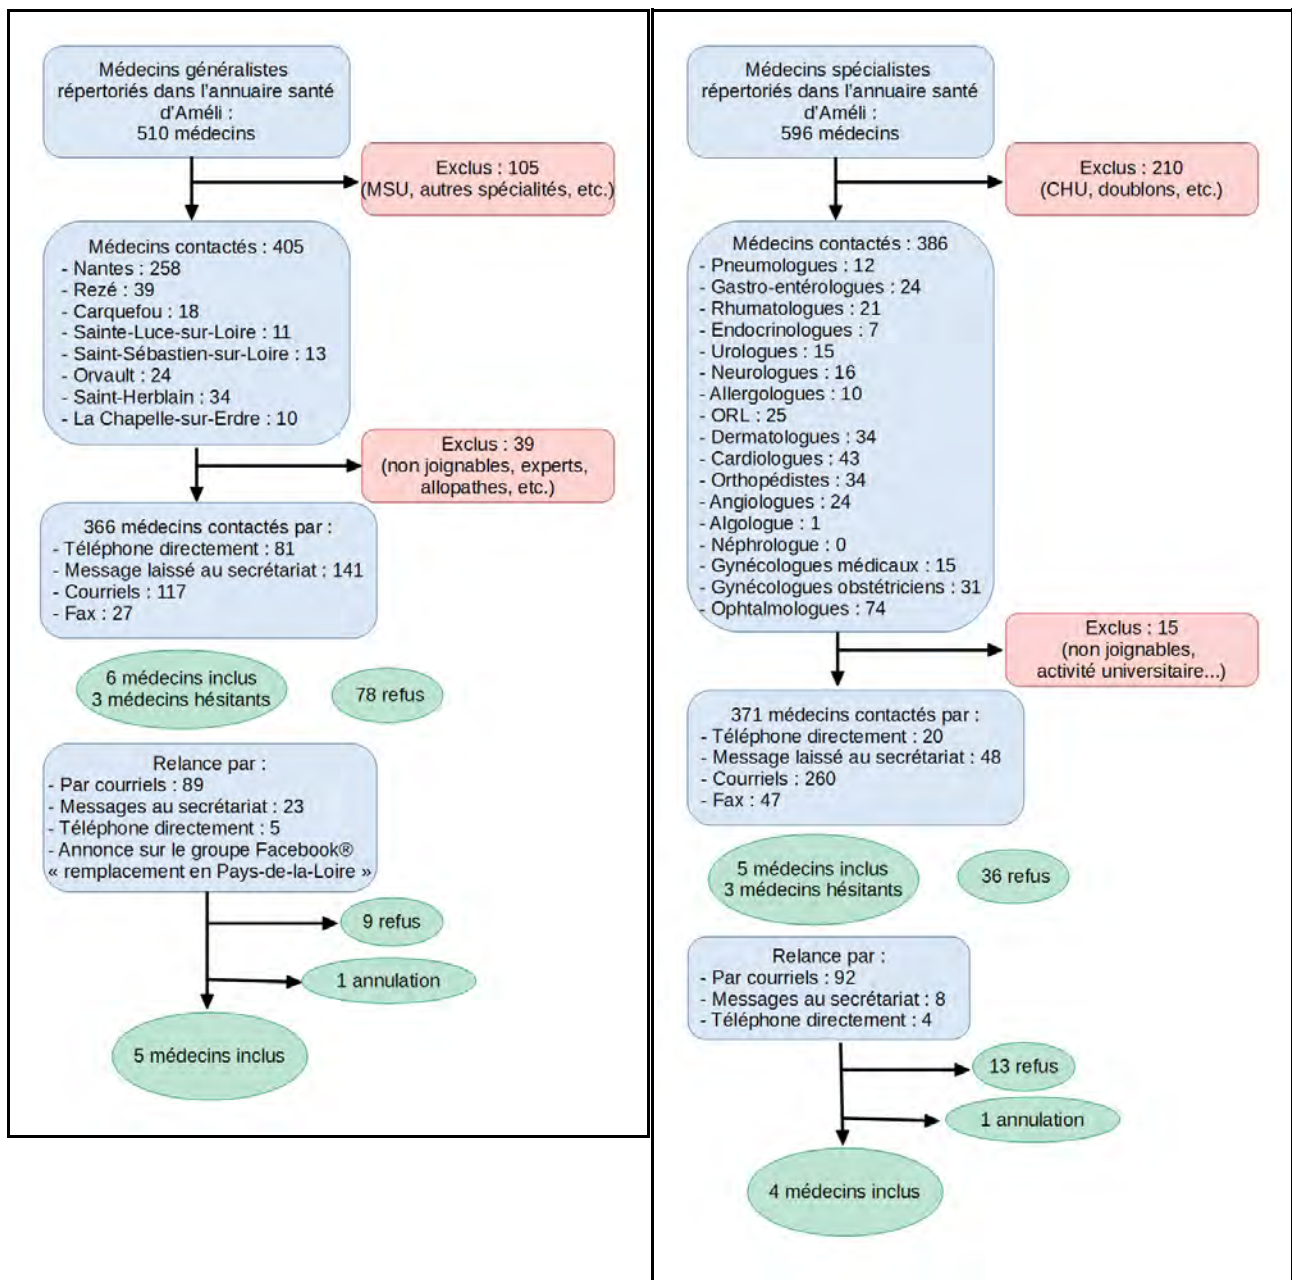 Médecins généralistes
répertoriés dans l'annuaire santé
d'Améli :
510 médecins
Exclus : 105
(MSU, autres spécialités, etc.)
Médecins contactés : 405
- Nantes : 258
- Rezé : 39
- Carquefou : 18
- Sainte-Luce-sur-Loire : 11
- Saint-Sébastien-sur-Loire : 13
- Orvault : 24
- Saint-Herblain : 34
- La Chapelle-sur-Erdre : 10
Exclus : 39
(non joignables, experts,
allopathes, etc.)
366 médecins contactés par :
- Téléphone directement : 81
- Message laissé au secrétariat : 141
- Courriels : 117
- Fax : 27
6 médecins inclus
3 médecins hésitants
78 refus
Relance par :
- Par courriels : 89
- Messages au secrétariat : 23
- Téléphone directement : 5
- Annonce sur le groupe Facebook®
« remplacement en Pays-de-la-Loire »
9 refus
1 annulation
5 médecins inclus
Médecins spécialistes
répertoriés dans l'annuaire santé
d'Améli :
596 médecins
Exclus : 210
(CHU, doublons, etc.)
Médecins contactés : 386
- Pneumologues : 12
- Gastro-entérologues : 24
- Rhumatologues : 21
- Endocrinologues : 7
- Urologues : 15
- Neurologues : 16
- Allergologues : 10
- ORL : 25
- Dermatologues : 34
- Cardiologues : 43
- Orthopédistes : 34
- Angiologues : 24
- Algologue : 1
- Néphrologue : 0
- Gynécologues médicaux : 15
- Gynécologues obstétriciens : 31
- Ophtalmologues : 74
Exclus : 15
(non joignables,
activité universitaire...)
371 médecins contactés par :
- Téléphone directement : 20
- Message laissé au secrétariat : 48
- Courriels : 260
- Fax : 47
5 médecins inclus
3 médecins hésitants
36 refus
Relance par :
- Par courriels : 92
- Messages au secrétariat : 8
- Téléphone directement : 4
13 refus
1 annulation
4 médecins inclus